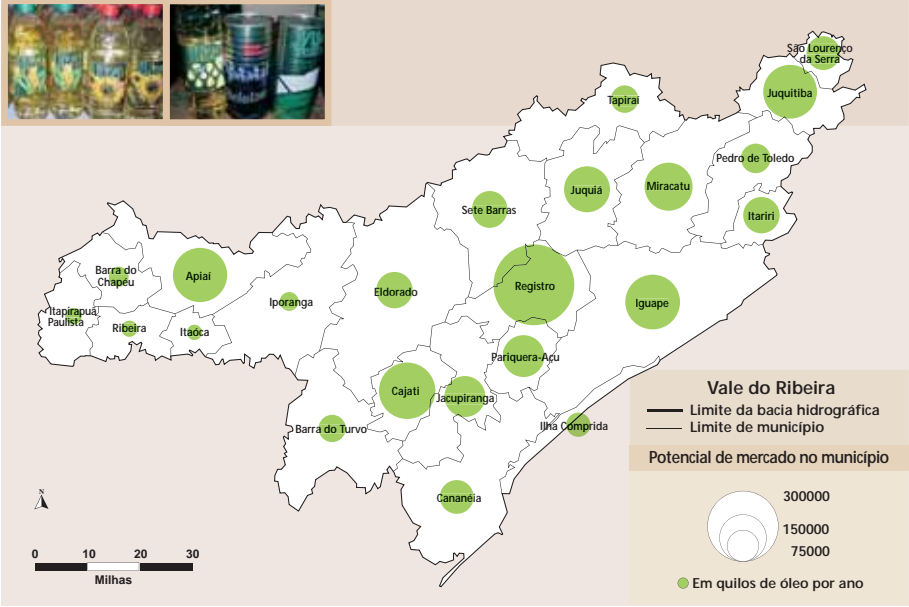 São Lourenço
da Serra
Juquitiba
Tapiraí
Pedro de Toledo
Juquiá
Miracatu
Sete Barras
Itariri
Barra do
Chapéu
Apiaí
Registro
Eldorado
Iporanga
Iguape
Itapirapuã
Paulista
Ribeira
Itaoca
Pariquera-Açu
Cajati
Jacupiranga
Barra do Turvo
Ilha Comprida
Cananéia
Vale do Ribeira
Limite da bacia hidrográfica
Limite de município
Potencial de mercado no município
300000
150000
75000
Em quilos de óleo por ano
N
0 10 20 30
Milhas